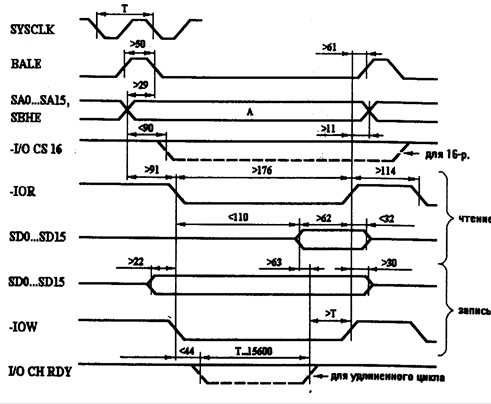 SYSCLK
T
>50
>61
BALE
>29
SA0...SA15,
SBHE
A
<90
>11
-I/O CS 16
для 16-р.
>91
>176
>114
-IOR
<110
>62
<32
чтение
SD0...SD15
>22
>63
>30
SD0...SD15
запись
>T
-IOW
<44
T...15600
I/O CH RDY
для удлиненного цикла